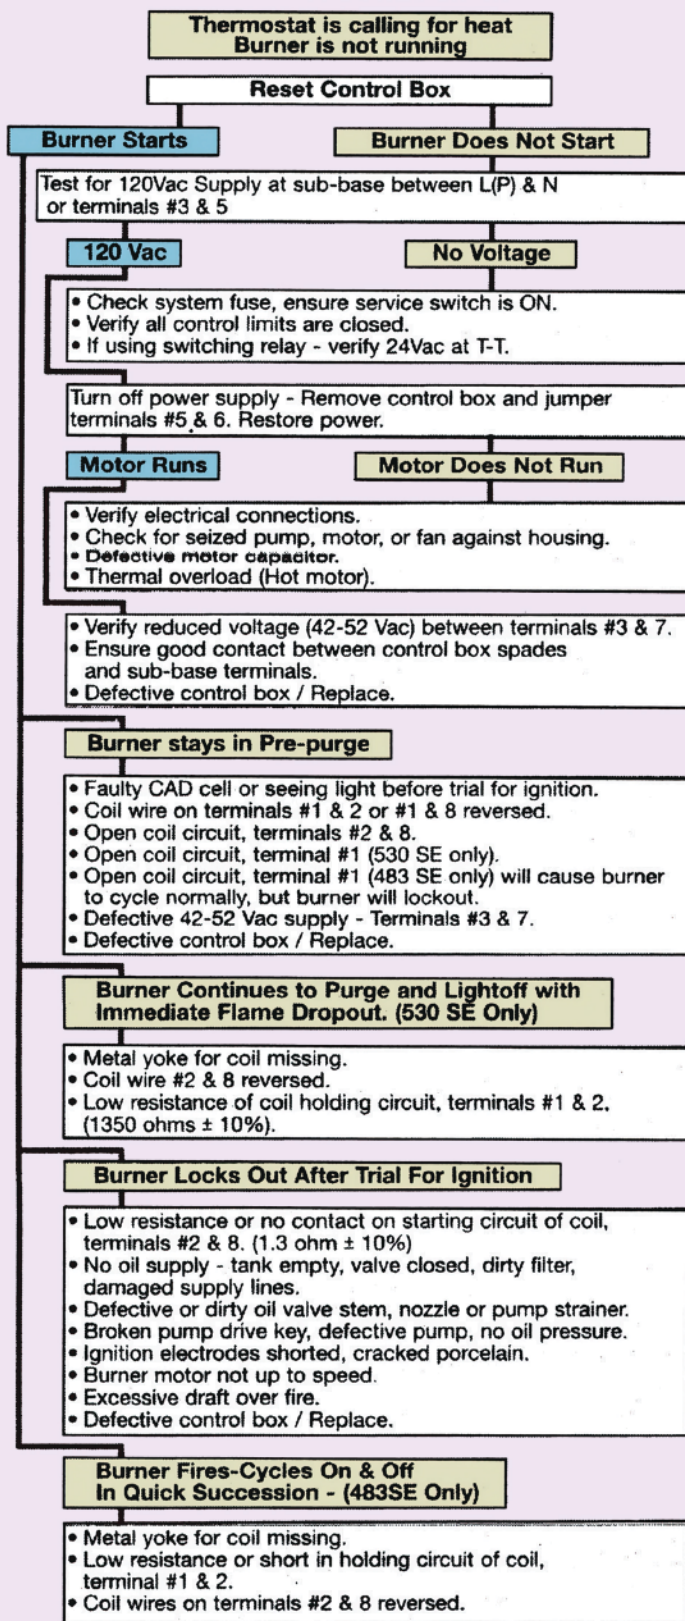 Thermostat is calling for heat
Burner is not running
Reset Control Box
Burner Starts
Burner Does Not Start
Test for 120Vac Supply at sub-base between L(P) & N
or terminals #3 & 5
120 Vac
No Voltage
• Check system fuse, ensure service switch is ON.
• Verify all control limits are closed.
• If using switching relay - verify 24Vac at T-T.
Turn off power supply - Remove control box and jumper
terminals #5 & 6. Restore power.
Motor Runs
Motor Does Not Run
• Verify electrical connections.
• Check for seized pump, motor, or fan against housing.
• Defective motor capacitor.
• Thermal overload (Hot motor).
• Verify reduced voltage (42-52 Vac) between terminals #3 & 7.
• Ensure good contact between control box spades
and sub-base terminals.
• Defective control box / Replace.
Burner stays in Pre-purge
• Faulty CAD cell or seeing light before trial for ignition.
• Coil wire on terminals #1 & 2 or #1 & 8 reversed.
• Open coil circuit, terminals #2 & 8.
• Open coil circuit, terminal #1 (530 SE only).
• Open coil circuit, terminal #1 (483 SE only) will cause burner
to cycle normally, but burner will lockout.
• Defective 42-52 Vac supply - Terminals #3 & 7.
• Defective control box / Replace.
Burner Continues to Purge and Lightoff with
Immediate Flame Dropout. (530 SE Only)
• Metal yoke for coil missing.
• Coil wire #2 & 8 reversed.
• Low resistance of coil holding circuit, terminals #1 & 2.
(1350 ohms ± 10%).
Burner Locks Out After Trial For Ignition
• Low resistance or no contact on starting circuit of coil,
terminals #2 & 8. (1.3 ohm ± 10%)
• No oil supply - tank empty, valve closed, dirty filter,
damaged supply lines.
• Defective or dirty oil valve stem, nozzle or pump strainer.
• Broken pump drive key, defective pump, no oil pressure.
• Ignition electrodes shorted, cracked porcelain.
• Burner motor not up to speed.
• Excessive draft over fire.
• Defective control box / Replace.
Burner Fires-Cycles On & Off
In Quick Succession - (483SE Only)
• Metal yoke for coil missing.
• Low resistance or short in holding circuit of coil,
terminal #1 & 2.
• Coil wires on terminals #2 & 8 reversed.